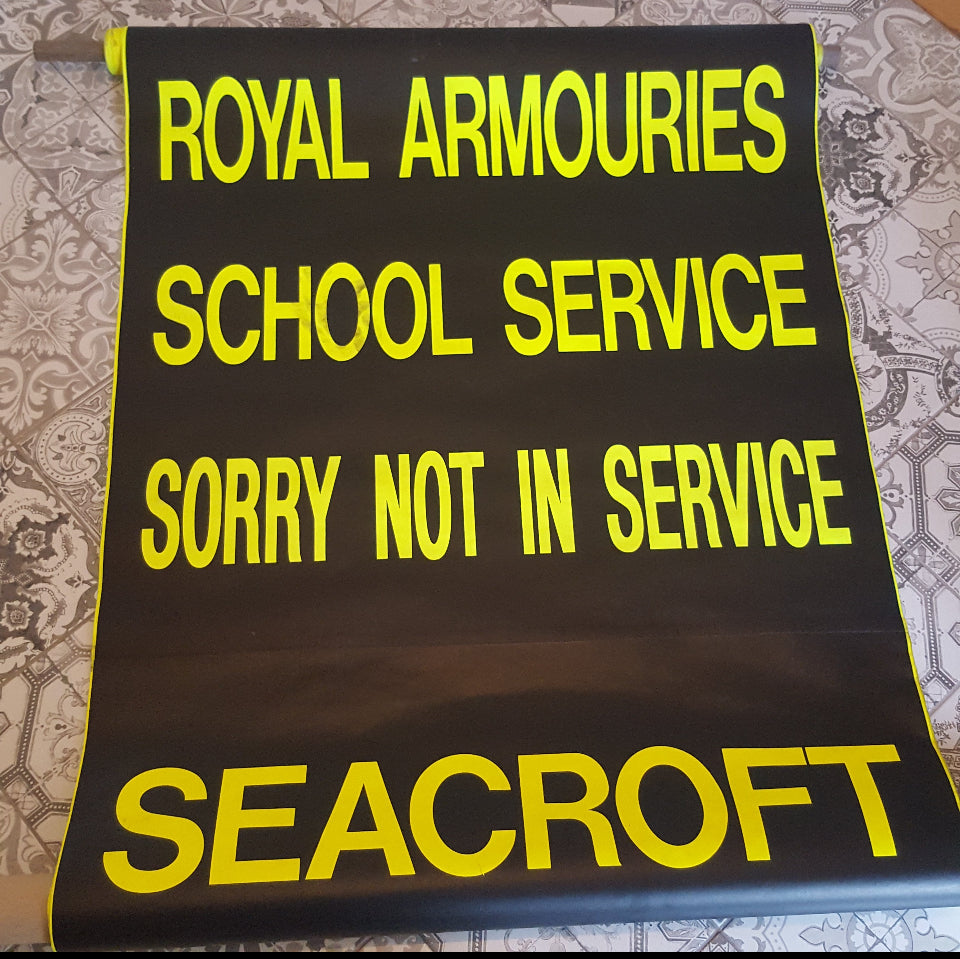 ROYAL ARMOURIES
SCHOOL SERVICE
SORRY NOT IN SERVICE
SEACROFT